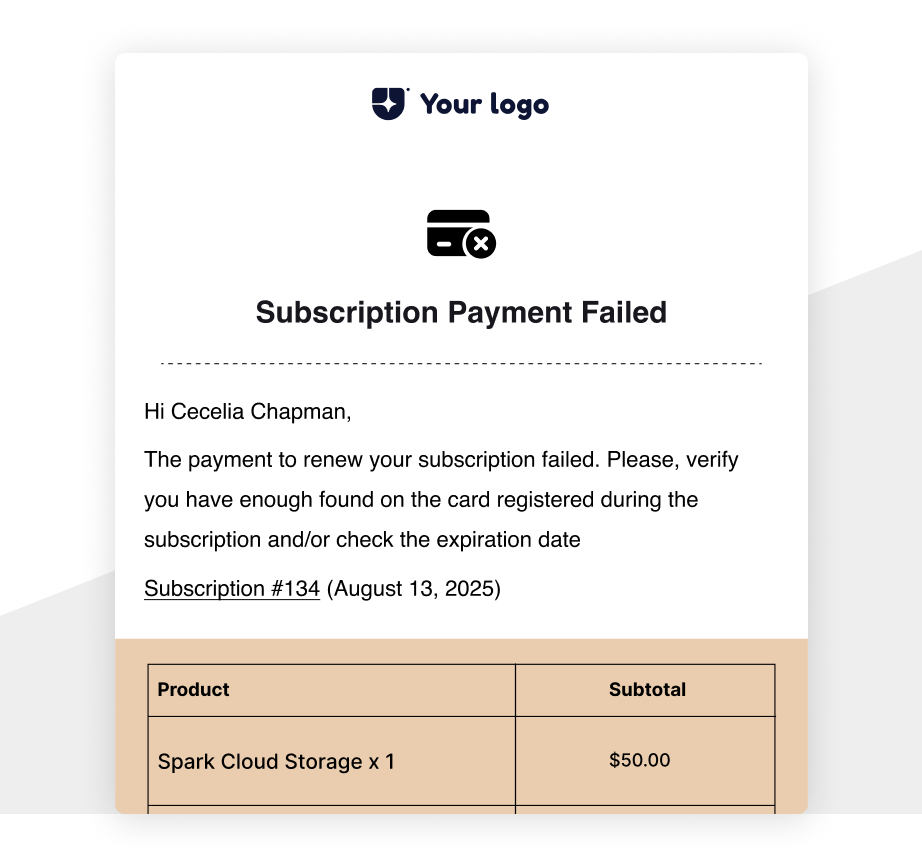 Your logo
Subscription Payment Failed
Hi Cecelia Chapman,
The payment to renew your subscription failed. Please, verify
you have enough found on the card registered during the
subscription and/or check the expiration date
Subscription #134 (August 13, 2025)
Product Subtotal
Spark Cloud Storage x 1 $50.00